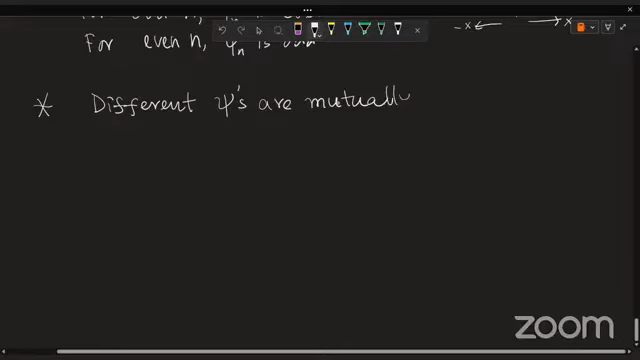 For even n, ψn is odd
-x x
* Different ψ's are mutually
zoom